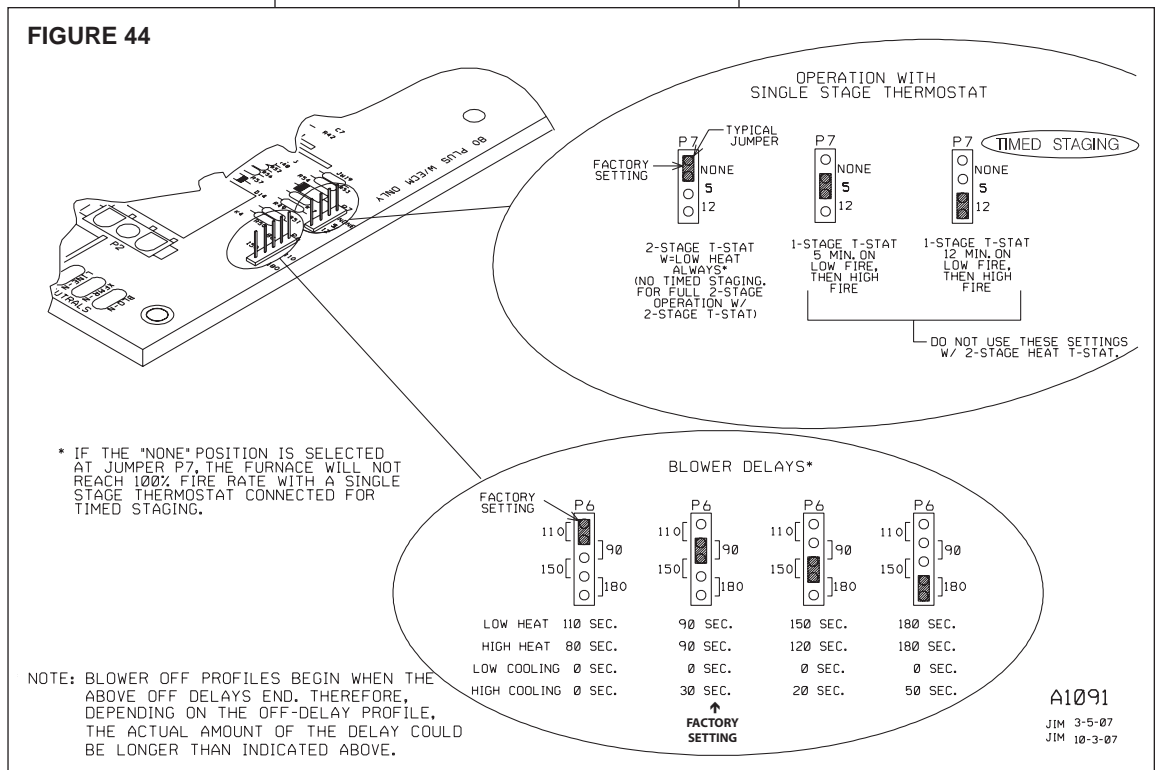 FIGURE 44
80 PLUS W/ECM ONLY
P2
OPERATION WITH
SINGLE STAGE THERMOSTAT
TYPICAL
JUMPER
FACTORY
SETTING
P7
NONE
5
12
P7
NONE
5
12
P7
NONE
5
12
TIMED STAGING
2-STAGE T-STAT
W=LOW HEAT
ALWAYS*
(NO TIMED STAGING.
FOR FULL 2-STAGE
OPERATION W/
2-STAGE T-STAT)
1-STAGE T-STAT
5 MIN. ON
LOW FIRE,
THEN HIGH
FIRE
1-STAGE T-STAT
12 MIN. ON
LOW FIRE,
THEN HIGH
FIRE
DO NOT USE THESE SETTINGS
W/ 2-STAGE HEAT T-STAT.
* IF THE "NONE" POSITION IS SELECTED
AT JUMPER P7, THE FURNACE WILL NOT
REACH 100% FIRE RATE WITH A SINGLE
STAGE THERMOSTAT CONNECTED FOR
TIMED STAGING.
BLOWER DELAYS*
FACTORY
SETTING
P6
110
90
150
180
P6
110
90
150
180
P6
110
90
150
180
P6
110
90
150
180
LOW HEAT 110 SEC. 90 SEC. 150 SEC. 180 SEC.
HIGH HEAT 80 SEC. 90 SEC. 120 SEC. 180 SEC.
LOW COOLING 0 SEC. 0 SEC. 0 SEC. 0 SEC.
HIGH COOLING 0 SEC. 30 SEC. 20 SEC. 50 SEC.
FACTORY
SETTING
NOTE: BLOWER OFF PROFILES BEGIN WHEN THE
ABOVE OFF DELAYS END. THEREFORE,
DEPENDING ON THE OFF-DELAY PROFILE,
THE ACTUAL AMOUNT OF THE DELAY COULD
BE LONGER THAN INDICATED ABOVE.
A1091
JIM 3-5-07
JIM 10-3-07